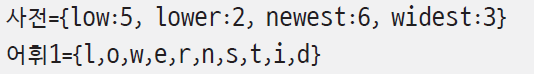 사전={low:5, lower:2, newest:6, widest:3}
어휘1={l,o,w,e,r,n,s,t,i,d}